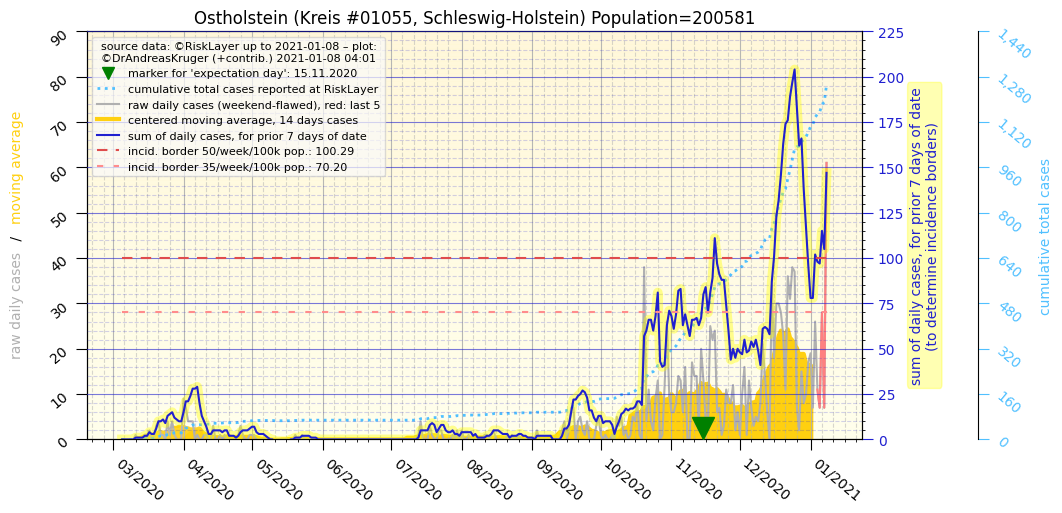 Ostholstein (Kreis #01055, Schleswig-Holstein) Population=200581
source data: ©RiskLayer up to 2021-01-08 – plot:
©DrAndreasKruger (+contrib.) 2021-01-08 04:01
marker for 'expectation day': 15.11.2020
cumulative total cases reported at RiskLayer
raw daily cases (weekend-flawed), red: last 5
centered moving average, 14 days cases
sum of daily cases, for prior 7 days of date
incid. border 50/week/100k pop.: 100.29
incid. border 35/week/100k pop.: 70.20
raw daily cases / moving average
90
80
70
60
50
40
30
20
10
0
03/2020
04/2020
05/2020
06/2020
07/2020
08/2020
09/2020
10/2020
11/2020
12/2020
01/2021
225
200
175
150
125
100
75
50
25
0
sum of daily cases, for prior 7 days of date
(to determine incidence borders)
1,440
1,280
1,120
960
800
640
480
320
160
0
cumulative total cases